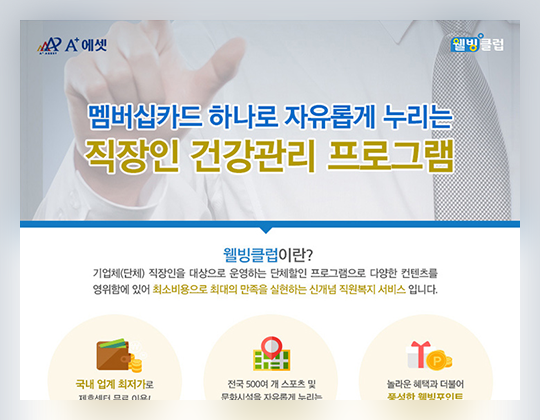 A+에셋
웰빙클럽
멤버십카드 하나로 자유롭게 누리는
직장인 건강관리 프로그램
웰빙클럽이란?
기업체(단체) 직장인을 대상으로 운영하는 단체할인 프로그램으로 다양한 컨텐츠를
영위함에 있어 최소비용으로 최대의 만족을 실현하는 신개념 직원복지 서비스 입니다.
국내 업계 최저가로
제휴센터 무료 이용!
전국 500여 개 스포츠 및
문화시설을 자유롭게 누리는
놀라운 혜택과 더불어
풍성한 웰빙포인트